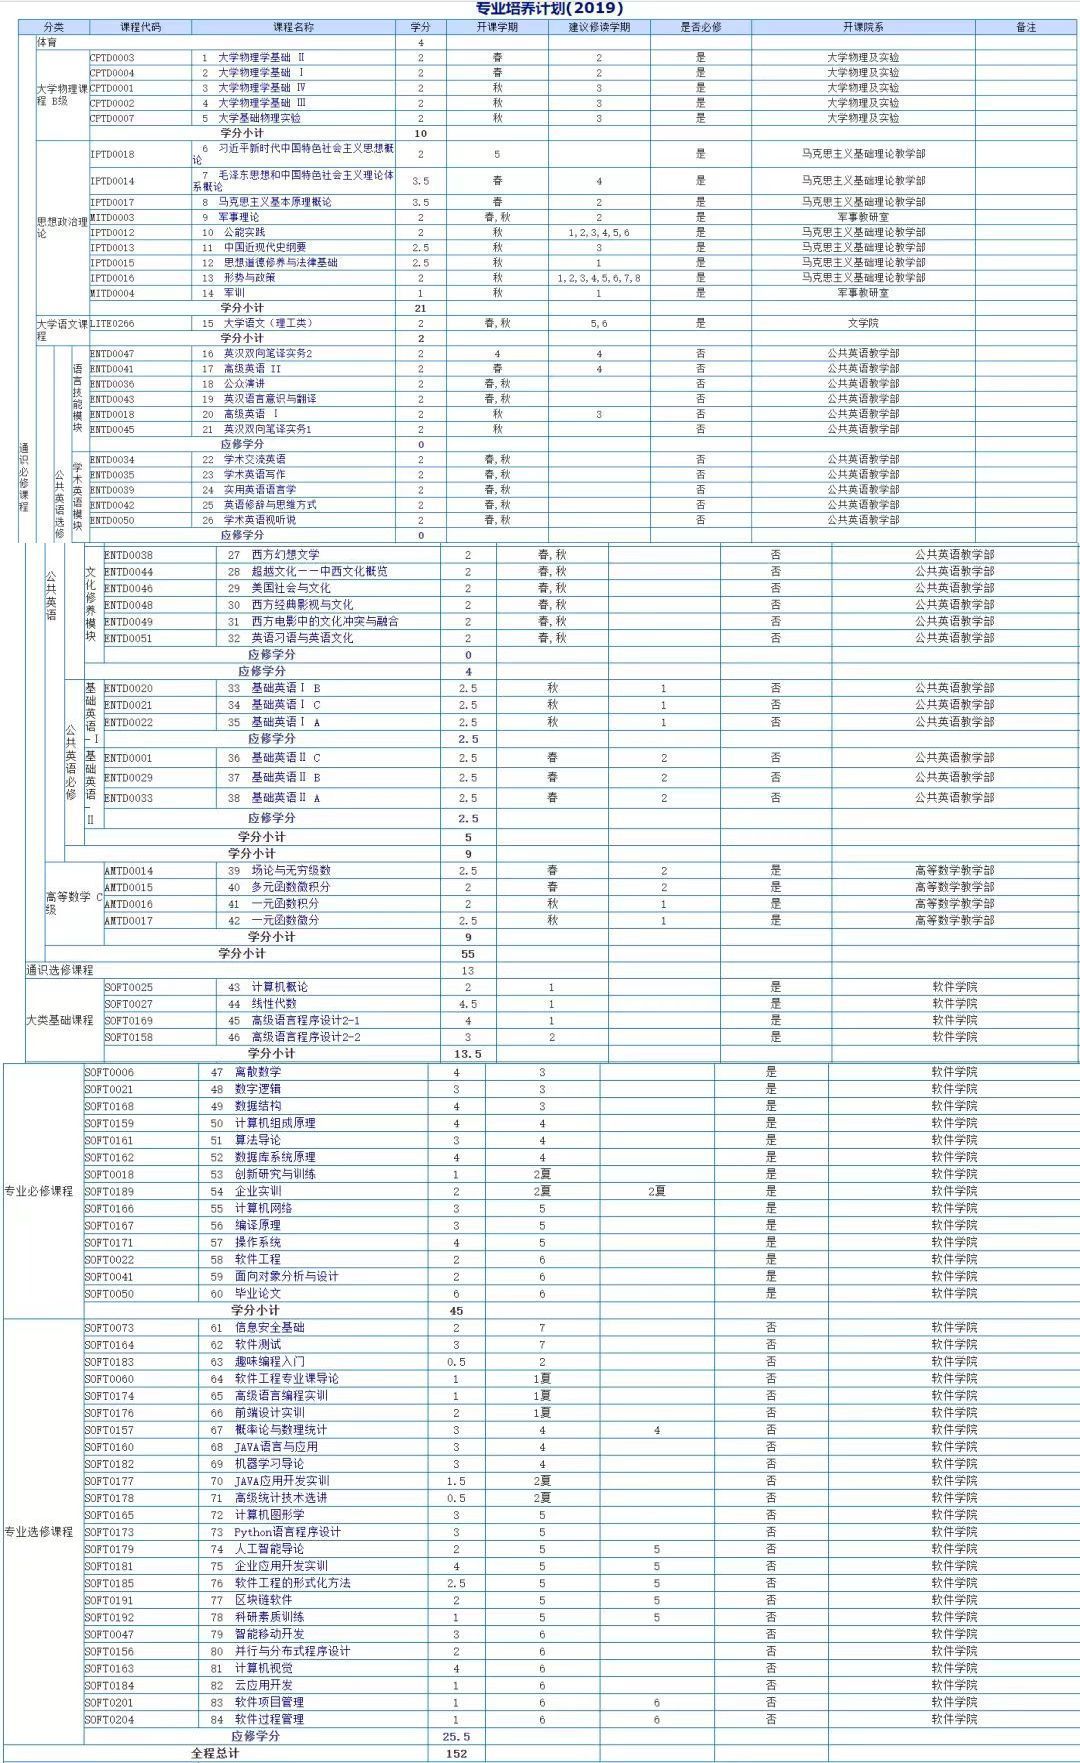 专业培养计划(2019)
分类 课程代码 课程名称 学分 开课学期 建议修读学期 是否必修 开课院系 备注
体育 4
大学物理课程 B级
CPTD0003 1 大学物理学基础 II 2 春 2 是 大学物理及实验
CPTD0004 2 大学物理学基础 I 2 春 2 是 大学物理及实验
CPTD0001 3 大学物理学基础 IV 2 秋 3 是 大学物理及实验
CPTD0002 4 大学物理学基础 III 2 秋 3 是 大学物理及实验
CPTD0007 5 大学基础物理实验 2 秋 3 是 大学物理及实验
学分小计 10
思想政治理论
IPTD0018 6 习近平新时代中国特色社会主义思想概论 2 5 是 马克思主义基础理论教学部
IPTD0014 7 毛泽东思想和中国特色社会主义理论体系概论 3.5 春 4 是 马克思主义基础理论教学部
IPTD0017 8 马克思主义基本原理概论 3.5 春 2 是 马克思主义基础理论教学部
MITD0003 9 军事理论 2 春,秋 2 是 军事教研室
IPTD0012 10 公能实践 2 秋 1,2,3,4,5,6 是 马克思主义基础理论教学部
IPTD0013 11 中国近现代史纲要 2.5 秋 3 是 马克思主义基础理论教学部
IPTD0015 12 思想道德修养与法律基础 2.5 秋 1 是 马克思主义基础理论教学部
IPTD0016 13 形势与政策 2 秋 1,2,3,4,5,6,7,8 是 马克思主义基础理论教学部
MITD0004 14 军训 1 秋 1 是 军事教研室
学分小计 21
大学语文课程
LITE0266 15 大学语文（理工类） 2 春,秋 5,6 是 文学院
学分小计 2
通识必修课程
公共英语选修
语言技能模块
ENTD0047 16 英汉双向笔译实务2 2 4 4 否 公共英语教学部
ENTD0041 17 高级英语 II 2 春 4 否 公共英语教学部
ENTD0036 18 公众演讲 2 春,秋 否 公共英语教学部
ENTD0043 19 英汉语言意识与翻译 2 春,秋 否 公共英语教学部
ENTD0018 20 高级英语 I 2 秋 3 否 公共英语教学部
ENTD0045 21 英汉双向笔译实务1 2 秋 否 公共英语教学部
应修学分 0
学术英语模块
ENTD0034 22 学术交流英语 2 春,秋 否 公共英语教学部
ENTD0035 23 学术英语写作 2 春,秋 否 公共英语教学部
ENTD0039 24 实用英语语言学 2 春,秋 否 公共英语教学部
ENTD0042 25 英语修辞与思维方式 2 春,秋 否 公共英语教学部
ENTD0050 26 学术英语视听说 2 春,秋 否 公共英语教学部
应修学分 0
公共英语
文化修养模块
ENTD0038 27 西方幻想文学 2 春,秋 否 公共英语教学部
ENTD0044 28 超越文化－－中西文化概览 2 春,秋 否 公共英语教学部
ENTD0046 29 美国社会与文化 2 春,秋 否 公共英语教学部
ENTD0048 30 西方经典影视与文化 2 春,秋 否 公共英语教学部
ENTD0049 31 西方电影中的文化冲突与融合 2 春,秋 否 公共英语教学部
ENTD0051 32 英语习语与英语文化 2 春,秋 否 公共英语教学部
应修学分 0
应修学分 4
公共英语必修
基础英语-I
ENTD0020 33 基础英语Ⅰ B 2.5 秋 1 否 公共英语教学部
ENTD0021 34 基础英语Ⅰ C 2.5 秋 1 否 公共英语教学部
ENTD0022 35 基础英语Ⅰ A 2.5 秋 1 否 公共英语教学部
应修学分 2.5
基础英语-II
ENTD0001 36 基础英语Ⅱ C 2.5 春 2 否 公共英语教学部
ENTD0029 37 基础英语Ⅱ B 2.5 春 2 否 公共英语教学部
ENTD0033 38 基础英语Ⅱ A 2.5 春 2 否 公共英语教学部
应修学分 2.5
学分小计 5
学分小计 9
高等数学 C级
AMTD0014 39 场论与无穷级数 2.5 春 2 是 高等数学教学部
AMTD0015 40 多元函数微积分 2 春 2 是 高等数学教学部
AMTD0016 41 一元函数积分 2 秋 1 是 高等数学教学部
AMTD0017 42 一元函数微分 2.5 秋 1 是 高等数学教学部
学分小计 9
学分小计 55
通识选修课程 13
大类基础课程
SOFT0025 43 计算机概论 2 1 是 软件学院
SOFT0027 44 线性代数 4.5 1 是 软件学院
SOFT0169 45 高级语言程序设计2-1 4 1 是 软件学院
SOFT0158 46 高级语言程序设计2-2 3 2 是 软件学院
学分小计 13.5
专业必修课程
SOFT0006 47 离散数学 4 3 是 软件学院
SOFT0021 48 数字逻辑 3 3 是 软件学院
SOFT0168 49 数据结构 4 3 是 软件学院
SOFT0159 50 计算机组成原理 4 4 是 软件学院
SOFT0161 51 算法导论 3 4 是 软件学院
SOFT0162 52 数据库系统原理 4 4 是 软件学院
SOFT0018 53 创新研究与训练 1 2夏 是 软件学院
SOFT0189 54 企业实训 2 2夏 2夏 是 软件学院
SOFT0166 55 计算机网络 3 5 是 软件学院
SOFT0167 56 编译原理 3 5 是 软件学院
SOFT0171 57 操作系统 4 5 是 软件学院
SOFT0022 58 软件工程 2 6 是 软件学院
SOFT0041 59 面向对象分析与设计 2 6 是 软件学院
SOFT0050 60 毕业论文 6 6 是 软件学院
学分小计 45
专业选修课程
SOFT0073 61 信息安全基础 2 7 否 软件学院
SOFT0164 62 软件测试 3 7 否 软件学院
SOFT0183 63 趣味编程入门 0.5 2 否 软件学院
SOFT0060 64 软件工程专业课导论 1 1夏 否 软件学院
SOFT0174 65 高级语言编程实训 1 1夏 否 软件学院
SOFT0176 66 前端设计实训 2 1夏 否 软件学院
SOFT0157 67 概率论与数理统计 3 4 4 否 软件学院
SOFT0160 68 JAVA语言与应用 3 4 否 软件学院
SOFT0182 69 机器学习导论 3 4 否 软件学院
SOFT0177 70 JAVA应用开发实训 1.5 2夏 否 软件学院
SOFT0178 71 高级统计技术选讲 0.5 2夏 否 软件学院
SOFT0165 72 计算机图形学 3 5 否 软件学院
SOFT0173 73 Python语言程序设计 3 5 否 软件学院
SOFT0179 74 人工智能导论 2 5 5 否 软件学院
SOFT0181 75 企业应用开发实训 4 5 5 否 软件学院
SOFT0185 76 软件工程的形式化方法 2.5 5 5 否 软件学院
SOFT0191 77 区块链软件 2 5 5 否 软件学院
SOFT0192 78 科研素质训练 1 5 5 否 软件学院
SOFT0047 79 智能移动开发 3 6 否 软件学院
SOFT0156 80 并行与分布式程序设计 2 6 否 软件学院
SOFT0163 81 计算机视觉 4 6 否 软件学院
SOFT0184 82 云应用开发 1 6 否 软件学院
SOFT0201 83 软件项目管理 1 6 6 否 软件学院
SOFT0204 84 软件过程管理 1 6 6 否 软件学院
应修学分 25.5
全程总计 152